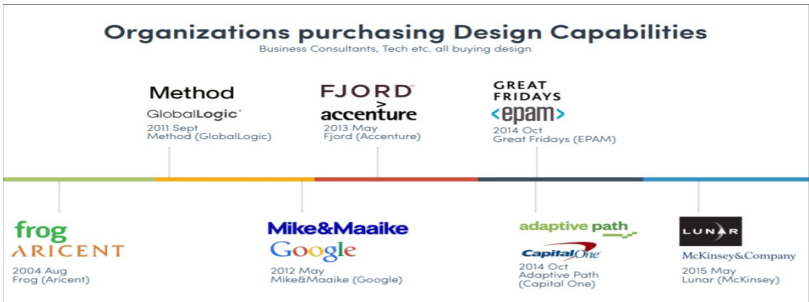 Organizations purchasing Design Capabilities
Business Consultants, Tech etc. all buying design
Method
GlobalLogic
2011 Sept
Method (GlobalLogic)
FJORD
>
accenture
2013 May
Fjord (Accenture)
GREAT
FRIDAYS
<epam>
2014 Oct
Great Fridays (EPAM)
frog
ARICENT
2004 Aug
Frog (Aricent)
Mike&Maaike
Google
2012 May
Mike&Maaike (Google)
adaptive path
CapitalOne
2014 Oct
Adaptive Path
(Capital One)
LUNAR
McKinsey&Company
2015 May
Lunar (McKinsey)